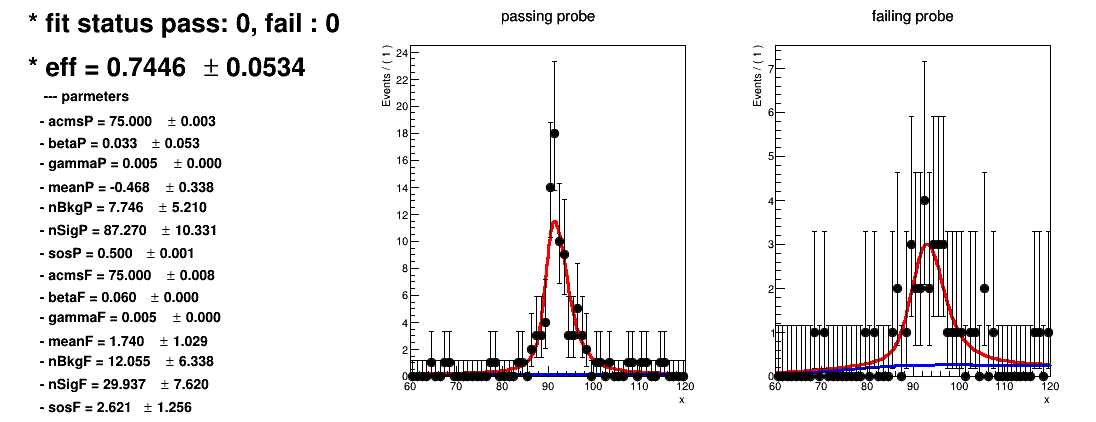 * fit status pass: 0, fail : 0
* eff = 0.7446 ± 0.0534
--- parmeters
- acmsP = 75.000 ± 0.003
- betaP = 0.033 ± 0.053
- gammaP = 0.005 ± 0.000
- meanP = -0.468 ± 0.338
- nBkgP = 7.746 ± 5.210
- nSigP = 87.270 ± 10.331
- sosP = 0.500 ± 0.001
- acmsF = 75.000 ± 0.008
- betaF = 0.060 ± 0.000
- gammaF = 0.005 ± 0.000
- meanF = 1.740 ± 1.029
- nBkgF = 12.055 ± 6.338
- nSigF = 29.937 ± 7.620
- sosF = 2.621 ± 1.256
passing probe
Events / ( 1 )
24
22
20
18
16
14
12
10
8
6
4
2
0
60 70 80 90 100 110 120
x
failing probe
Events / ( 1 )
7
6
5
4
3
2
1
0
60 70 80 90 100 110 120
x